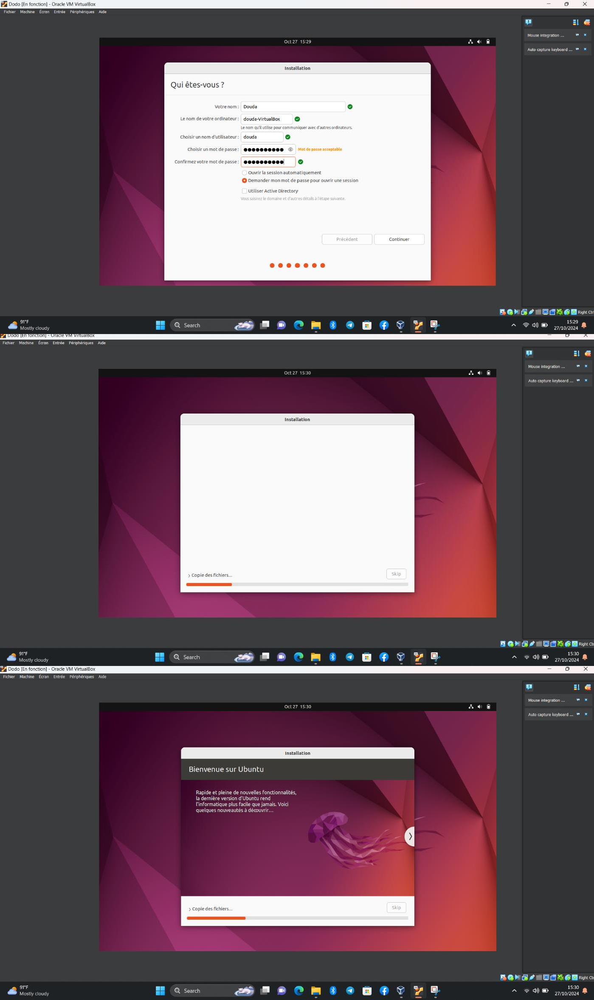 Dodo [En fonction] - Oracle VM VirtualBox
Fichier Machine Écran Entrée Périphériques Aide
Mouse integration ...
Auto capture keyboard ...
Oct 27 15:29
Installation
Qui êtes-vous ?
Votre nom : Douda
Le nom de votre ordinateur : douda-VirtualBox
Le nom qu'il utilise pour communiquer avec d'autres ordinateurs.
Choisir un nom d'utilisateur : douda
Choisir un mot de passe : ●●●●●●●●●● Mot de passe acceptable
Confirmez votre mot de passe : ●●●●●●●●●●
Ouvrir la session automatiquement
Demander mon mot de passe pour ouvrir une session
Utiliser Active Directory
Vous saisirez le domaine et d'autres détails à l'étape suivante.
Précédent Continuer
Right Ctrl
91°F
Mostly cloudy
Search
15:29
27/10/2024
Dodo [En fonction] - Oracle VM VirtualBox
Fichier Machine Écran Entrée Périphériques Aide
Mouse integration ...
Auto capture keyboard ...
Oct 27 15:30
Installation
> Copie des fichiers...
Skip
Right Ctr
91°F
Mostly cloudy
Search
15:30
27/10/2024
Dodo [En fonction] - Oracle VM VirtualBox
Fichier Machine Écran Entrée Périphériques Aide
Mouse integration ...
Auto capture keyboard ...
Oct 27 15:30
Installation
Bienvenue sur Ubuntu
Rapide et pleine de nouvelles fonctionnalités,
la dernière version d'Ubuntu rend
l'informatique plus facile que jamais. Voici
quelques nouveautés à découvrir...
> Copie des fichiers...
Skip
Right Ctr
91°F
Mostly cloudy
Search
15:30
27/10/2024